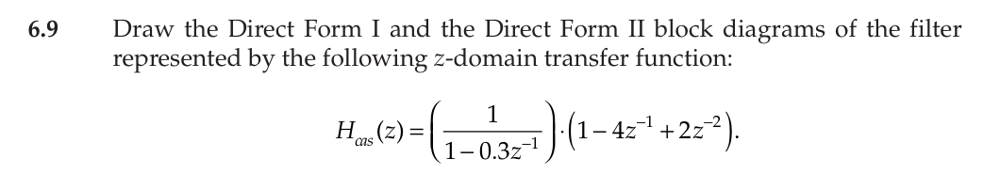 6.9 Draw the Direct Form I and the Direct Form II block diagrams of the filter
represented by the following z-domain transfer function:
H_{cas}(z) = \left( \frac{1}{1-0.3z^{-1}} \right) \cdot (1-4z^{-1}+2z^{-2}).